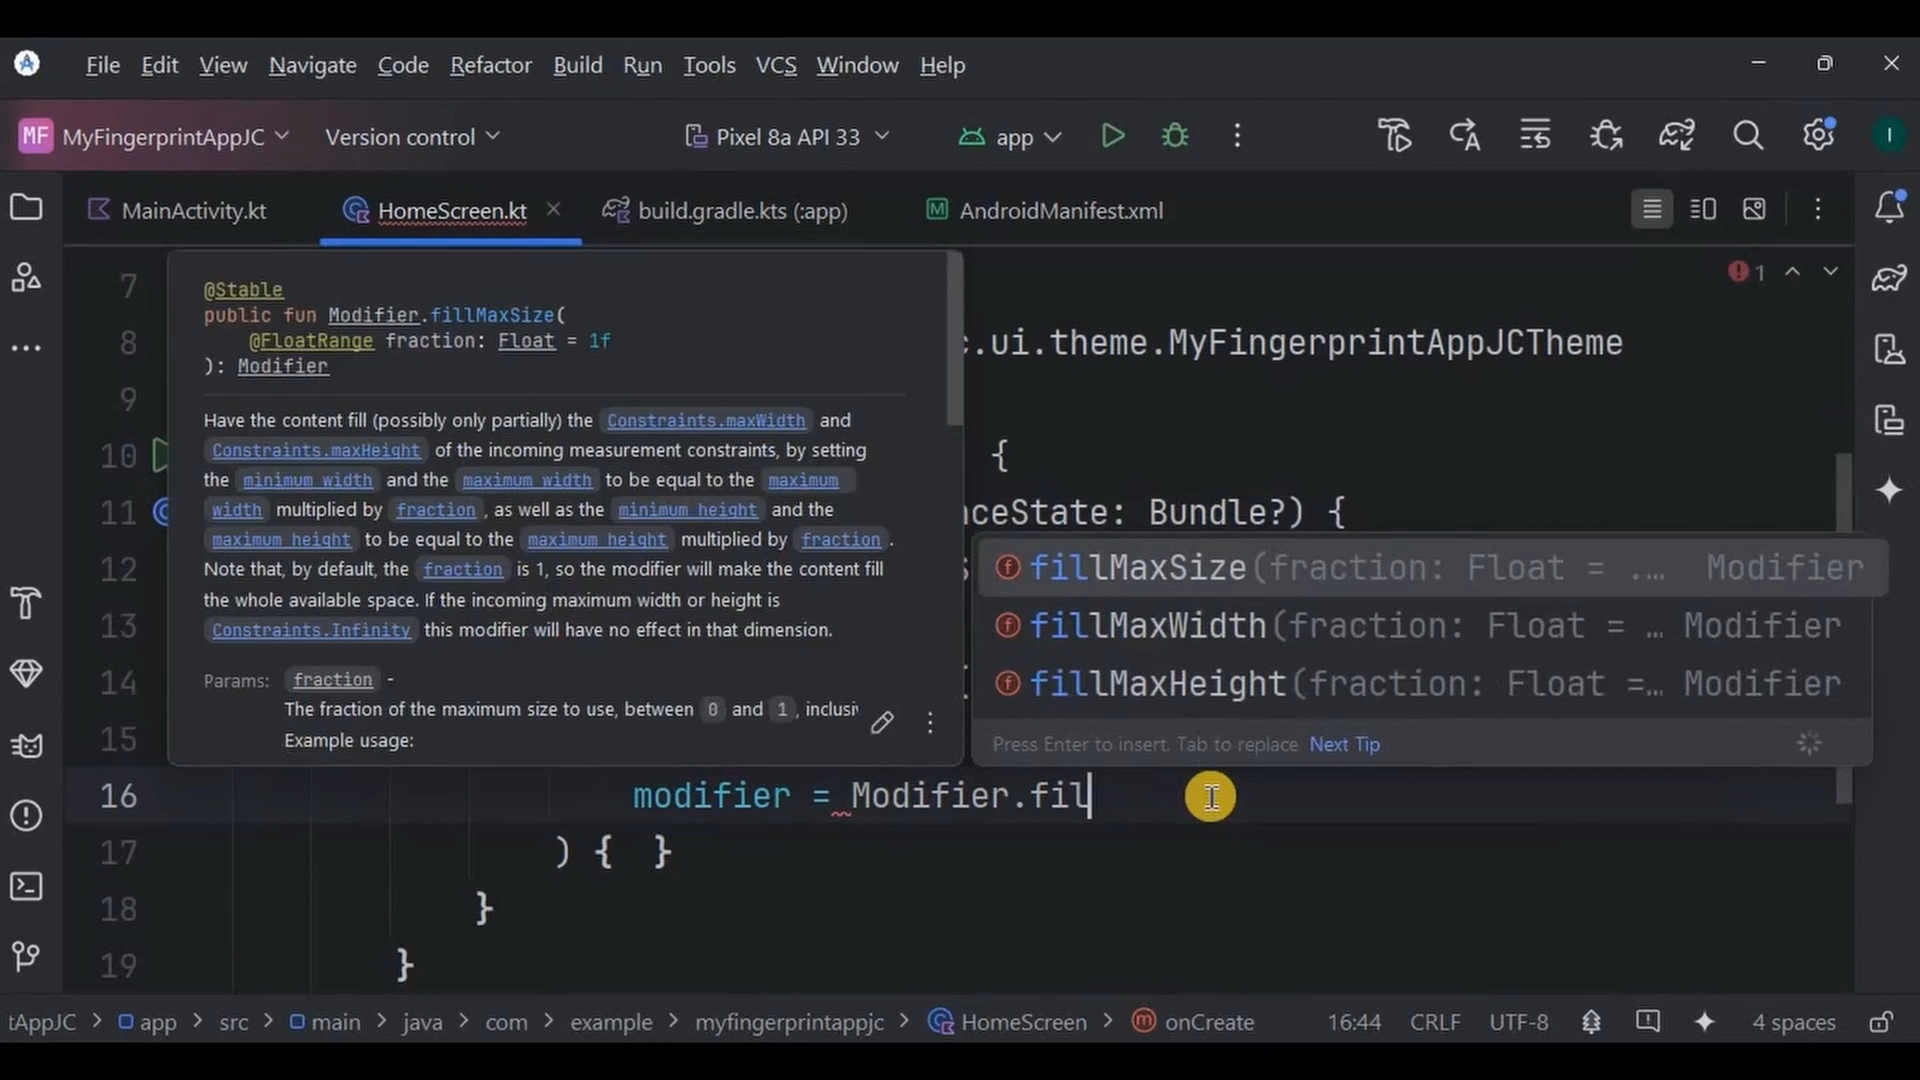 File Edit View Navigate Code Refactor Build Run Tools VCS Window Help
MF MyFingerprintAppJC Version control Pixel 8a API 33 app I
MainActivity.kt HomeScreen.kt build.gradle.kts (:app) AndroidManifest.xml
1
@Stable
public fun Modifier.fillMaxSize(
@FloatRange fraction: Float = 1f
): Modifier
Have the content fill (possibly only partially) the Constraints.maxWidth and
Constraints.maxHeight of the incoming measurement constraints, by setting
the minimum width and the maximum width to be equal to the maximum
width multiplied by fraction, as well as the minimum height and the
maximum height to be equal to the maximum height multiplied by fraction.
Note that, by default, the fraction is 1, so the modifier will make the content fill
the whole available space. If the incoming maximum width or height is
Constraints.Infinity this modifier will have no effect in that dimension.
Params: fraction -
The fraction of the maximum size to use, between 0 and 1, inclusiv
Example usage:
7
8 .ui.theme.MyFingerprintAppJCTheme
9
10 {
11 nceState: Bundle?) {
12
13
14
15
fillMaxSize(fraction: Float = .… Modifier
fillMaxWidth(fraction: Float = … Modifier
fillMaxHeight(fraction: Float =… Modifier
Press Enter to insert. Tab to replace Next Tip
16 modifier = Modifier.fil
17 ) { }
18 }
19 }
tAppJC > app > src > main > java > com > example > myfingerprintappjc > HomeScreen > onCreate 16:44 CRLF UTF-8 4 spaces